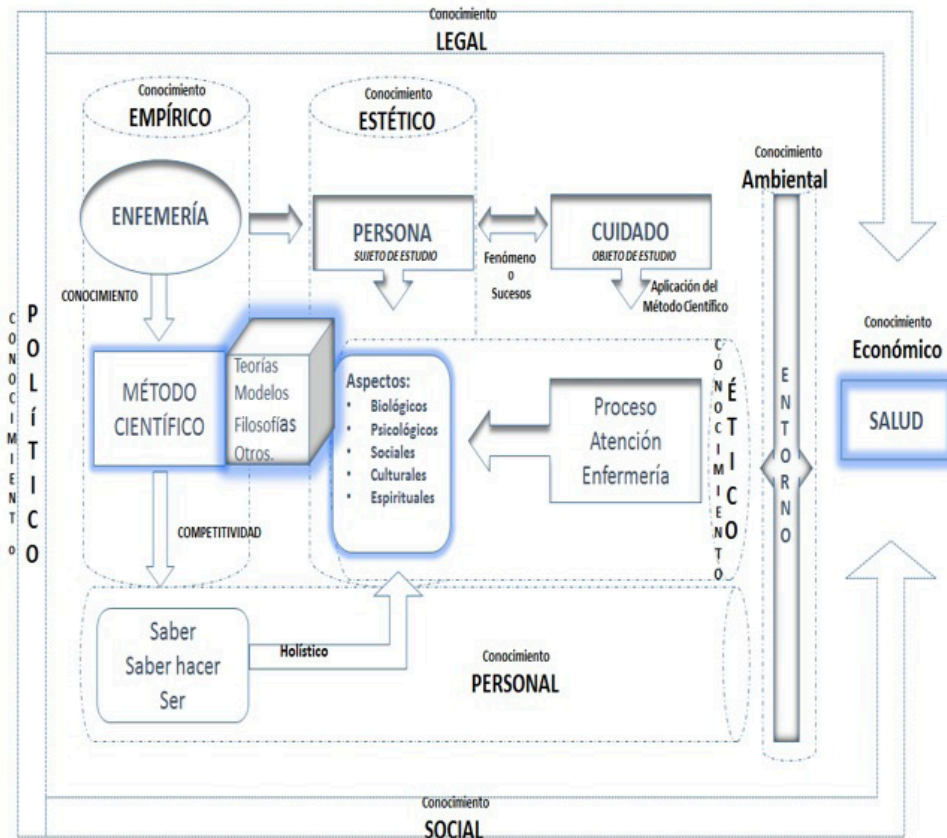 Conocimiento
LEGAL
Conocimiento
EMPÍRICO
Conocimiento
ESTÉTICO
Conocimiento
Ambiental
ENFEMERÍA
PERSONA
SUJETO DE ESTUDIO
Fenómeno
o
Sucesos
CUIDADO
OBJETO DE ESTUDIO
Aplicación del
Método Científico
CONOCIMIENTO
CONOCIMIENTO
POLíTICO
MÉTODO
CIENTÍFICO
Teorías
Modelos
Filosofías
Otros.
Aspectos:
• Biológicos
• Psicológicos
• Sociales
• Culturales
• Espirituales
Proceso
Atención
Enfermería
CONOCIMIENTO
ÉTICO
ENTORNO
Conocimiento
Económico
SALUD
COMPETITIVIDAD
Saber
Saber hacer
Ser
Holístico
Conocimiento
PERSONAL
Conocimiento
SOCIAL